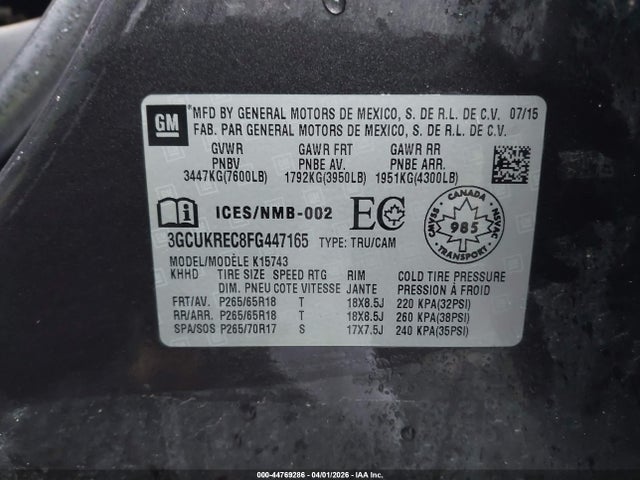 GM
MFD BY GENERAL MOTORS DE MEXICO, S. DE R.L. DE C.V. 07/15
FAB. PAR GENERAL MOTORS DE MEXICO, S. DE R.L. DE C.V.
GVWR GAWR FRT GAWR RR
PNBV PNBE AV. PNBE ARR.
3447KG(7600LB) 1792KG(3950LB) 1951KG(4300LB)
ICES/NMB-002 EC
CANADA
CMVSS NSVAC
985
TRANSPORT
3GCUKREC8FG447165 TYPE: TRU/CAM
MODEL/MODÈLE K15743
KHHD TIRE SIZE SPEED RTG RIM COLD TIRE PRESSURE
DIM. PNEU COTE VITESSE JANTE PRESSION À FROID
FRT/AV. P265/65R18 T 18X8.5J 220 KPA(32PSI)
RR/ARR. P265/65R18 T 18X8.5J 260 KPA(38PSI)
SPA/SOS P265/70R17 S 17X7.5J 240 KPA(35PSI)
000-44769286 - 04/01/2026 - IAA Inc.